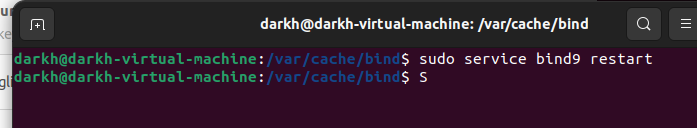 darkh@darkh-virtual-machine: /var/cache/bind
darkh@darkh-virtual-machine:/var/cache/bind$ sudo service bind9 restart
darkh@darkh-virtual-machine:/var/cache/bind$ S